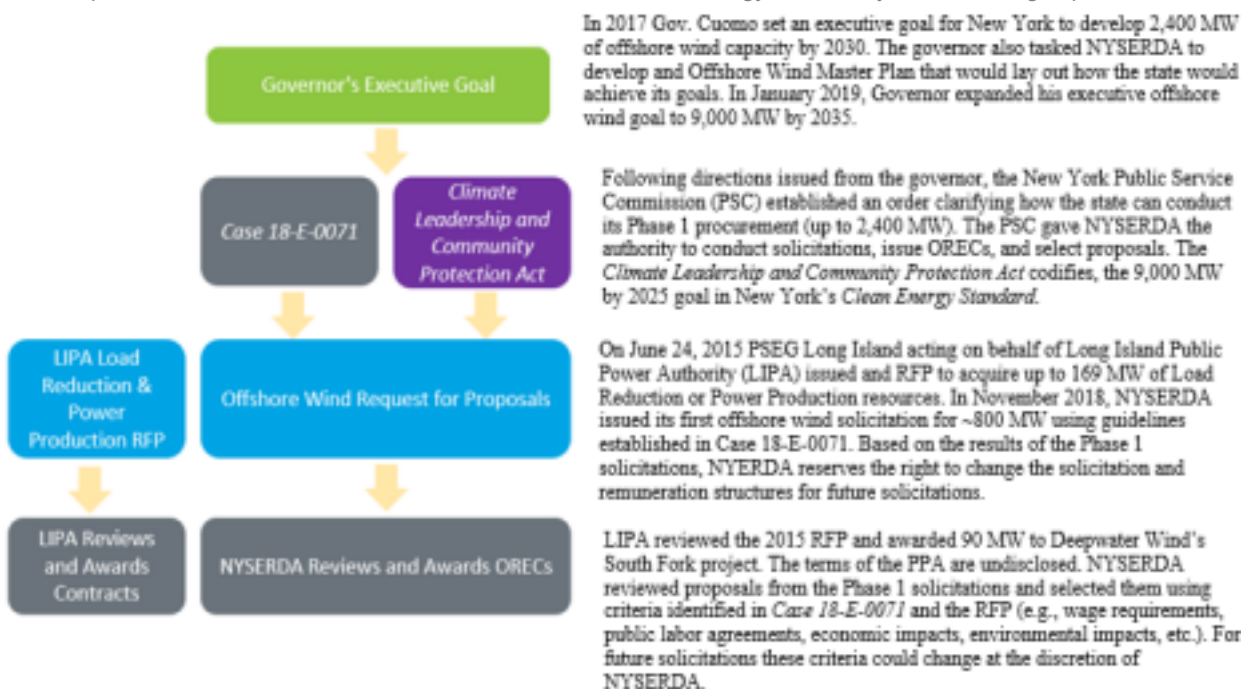 In 2017 Gov. Cuomo set an executive goal for New York to develop 2,400 MW
of offshore wind capacity by 2030. The governor also tasked NYSERDA to
develop and Offshore Wind Master Plan that would lay out how the state would
achieve its goals. In January 2019, Governor expanded his executive offshore
wind goal to 9,000 MW by 2035.
Governor's Executive Goal
Case 18-E-0071
Climate
Leadership and
Community
Protection Act
Following directions issued from the governor, the New York Public Service
Commission (PSC) established an order clarifying how the state can conduct
its Phase 1 procurement (up to 2,400 MW). The PSC gave NYSERDA the
authority to conduct solicitations, issue ORECs, and select proposals. The
Climate Leadership and Community Protection Act codifies, the 9,000 MW
by 2025 goal in New York's Clean Energy Standard.
LIPA Load
Reduction &
Power
Production RFP
Offshore Wind Request for Proposals
On June 24, 2015 PSEG Long Island acting on behalf of Long Island Public
Power Authority (LIPA) issued and RFP to acquire up to 169 MW of Load
Reduction or Power Production resources. In November 2018, NYSERDA
issued its first offshore wind solicitation for ~800 MW using guidelines
established in Case 18-E-0071. Based on the results of the Phase 1
solicitations, NYERDA reserves the right to change the solicitation and
remuneration structures for future solicitations.
LIPA Reviews
and Awards
Contracts
NYSERDA Reviews and Awards ORECs
LIPA reviewed the 2015 RFP and awarded 90 MW to Deepwater Wind's
South Fork project. The terms of the PPA are undisclosed. NYSERDA
reviewed proposals from the Phase 1 solicitations and selected them using
criteria identified in Case 18-E-0071 and the RFP (e.g., wage requirements,
public labor agreements, economic impacts, environmental impacts, etc.). For
future solicitations these criteria could change at the discretion of
NYSERDA.